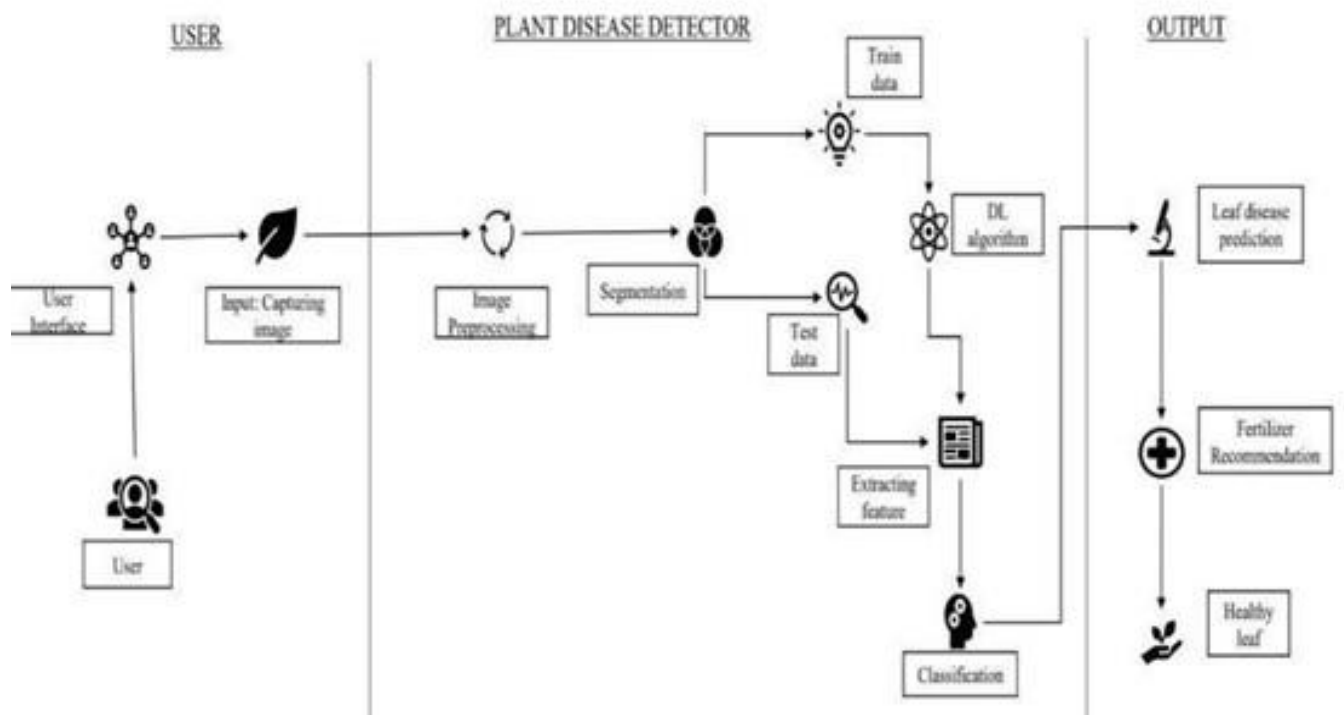 USER
PLANT DISEASE DETECTOR
OUTPUT
Train
data
DL
algorithm
Leaf disease
prediction
User
Interface
Input: Capturing
image
Image
Preprocessing
Segmentation
Test
data
Extracting
feature
Fertilizer
Recommendation
User
Healthy
leaf
Classification